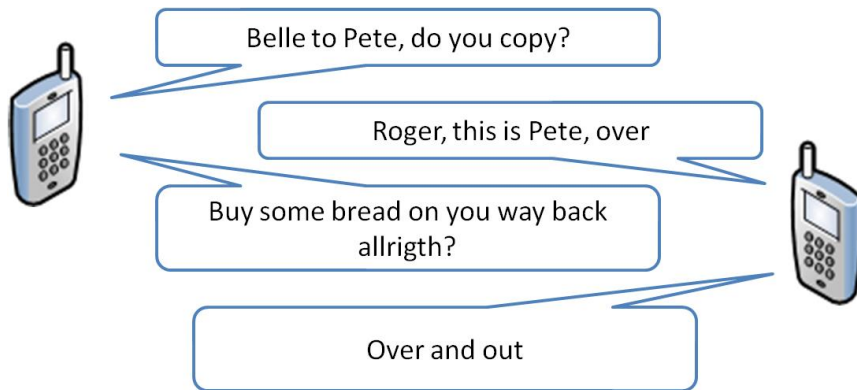 Belle to Pete, do you copy?
Roger, this is Pete, over
Buy some bread on you way back
allrigth?
Over and out